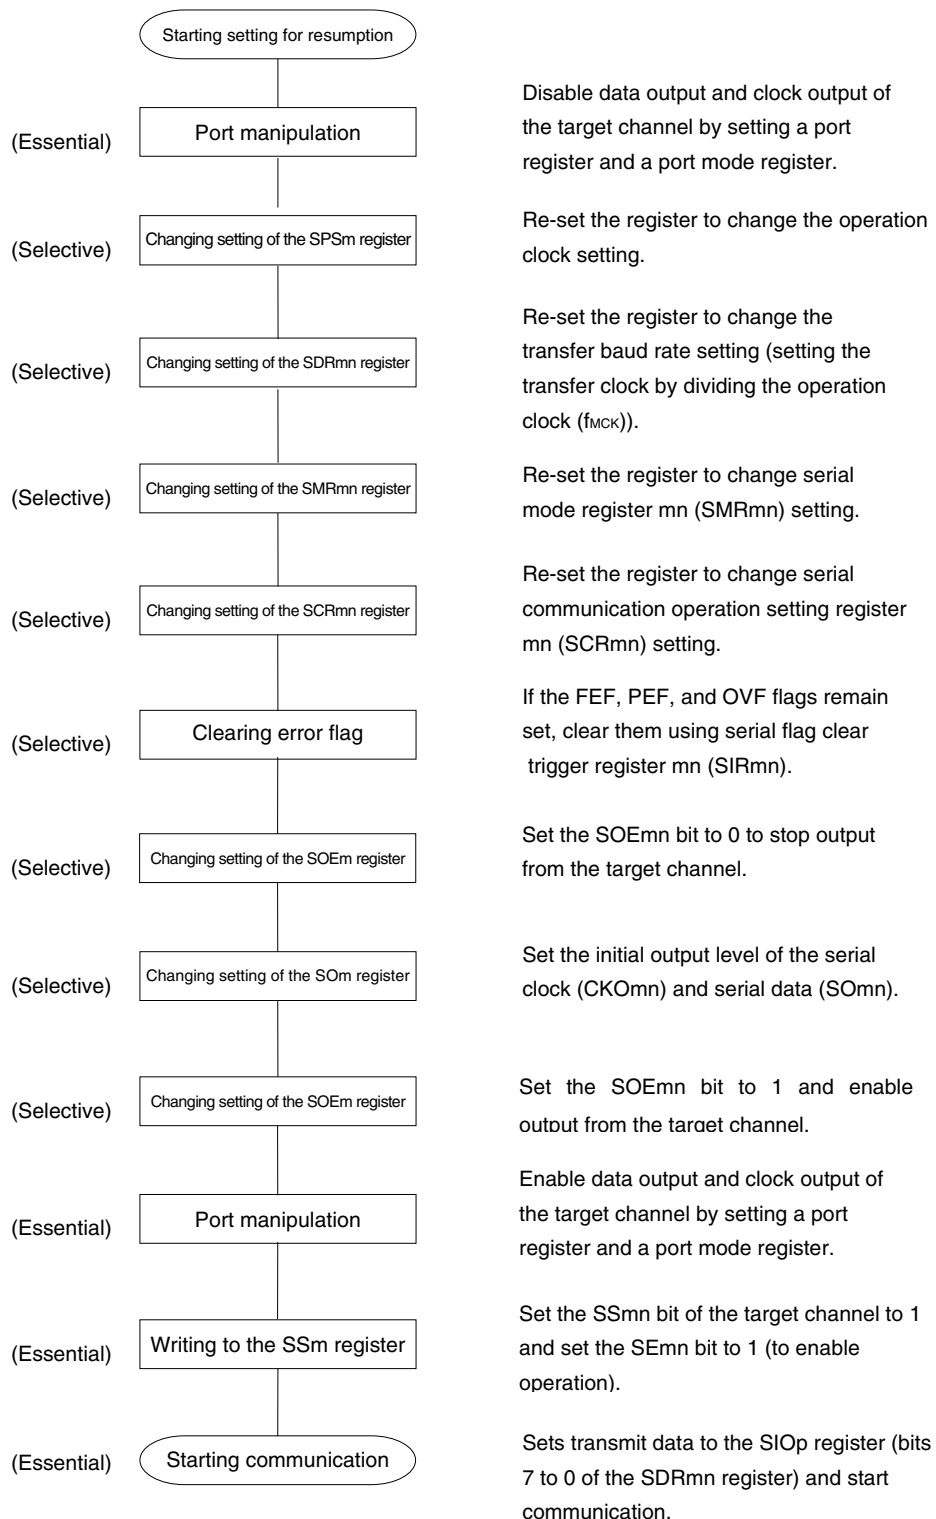 Starting setting for resumption
(Essential)
Port manipulation
Disable data output and clock output of
the target channel by setting a port
register and a port mode register.
(Selective)
Changing setting of the SPSm register
Re-set the register to change the operation
clock setting.
(Selective)
Changing setting of the SDRmn register
Re-set the register to change the
transfer baud rate setting (setting the
transfer clock by dividing the operation
clock (fMCK)).
(Selective)
Changing setting of the SMRmn register
Re-set the register to change serial
mode register mn (SMRmn) setting.
(Selective)
Changing setting of the SCRmn register
Re-set the register to change serial
communication operation setting register
mn (SCRmn) setting.
(Selective)
Clearing error flag
If the FEF, PEF, and OVF flags remain
set, clear them using serial flag clear
trigger register mn (SIRmn).
(Selective)
Changing setting of the SOEm register
Set the SOEmn bit to 0 to stop output
from the target channel.
(Selective)
Changing setting of the SOm register
Set the initial output level of the serial
clock (CKOmn) and serial data (SOmn).
(Selective)
Changing setting of the SOEm register
Set the SOEmn bit to 1 and enable
output from the target channel.
(Essential)
Port manipulation
Enable data output and clock output of
the target channel by setting a port
register and a port mode register.
(Essential)
Writing to the SSm register
Set the SSmn bit of the target channel to 1
and set the SEmn bit to 1 (to enable
operation).
(Essential)
Starting communication
Sets transmit data to the SIOp register (bits
7 to 0 of the SDRmn register) and start
communication.